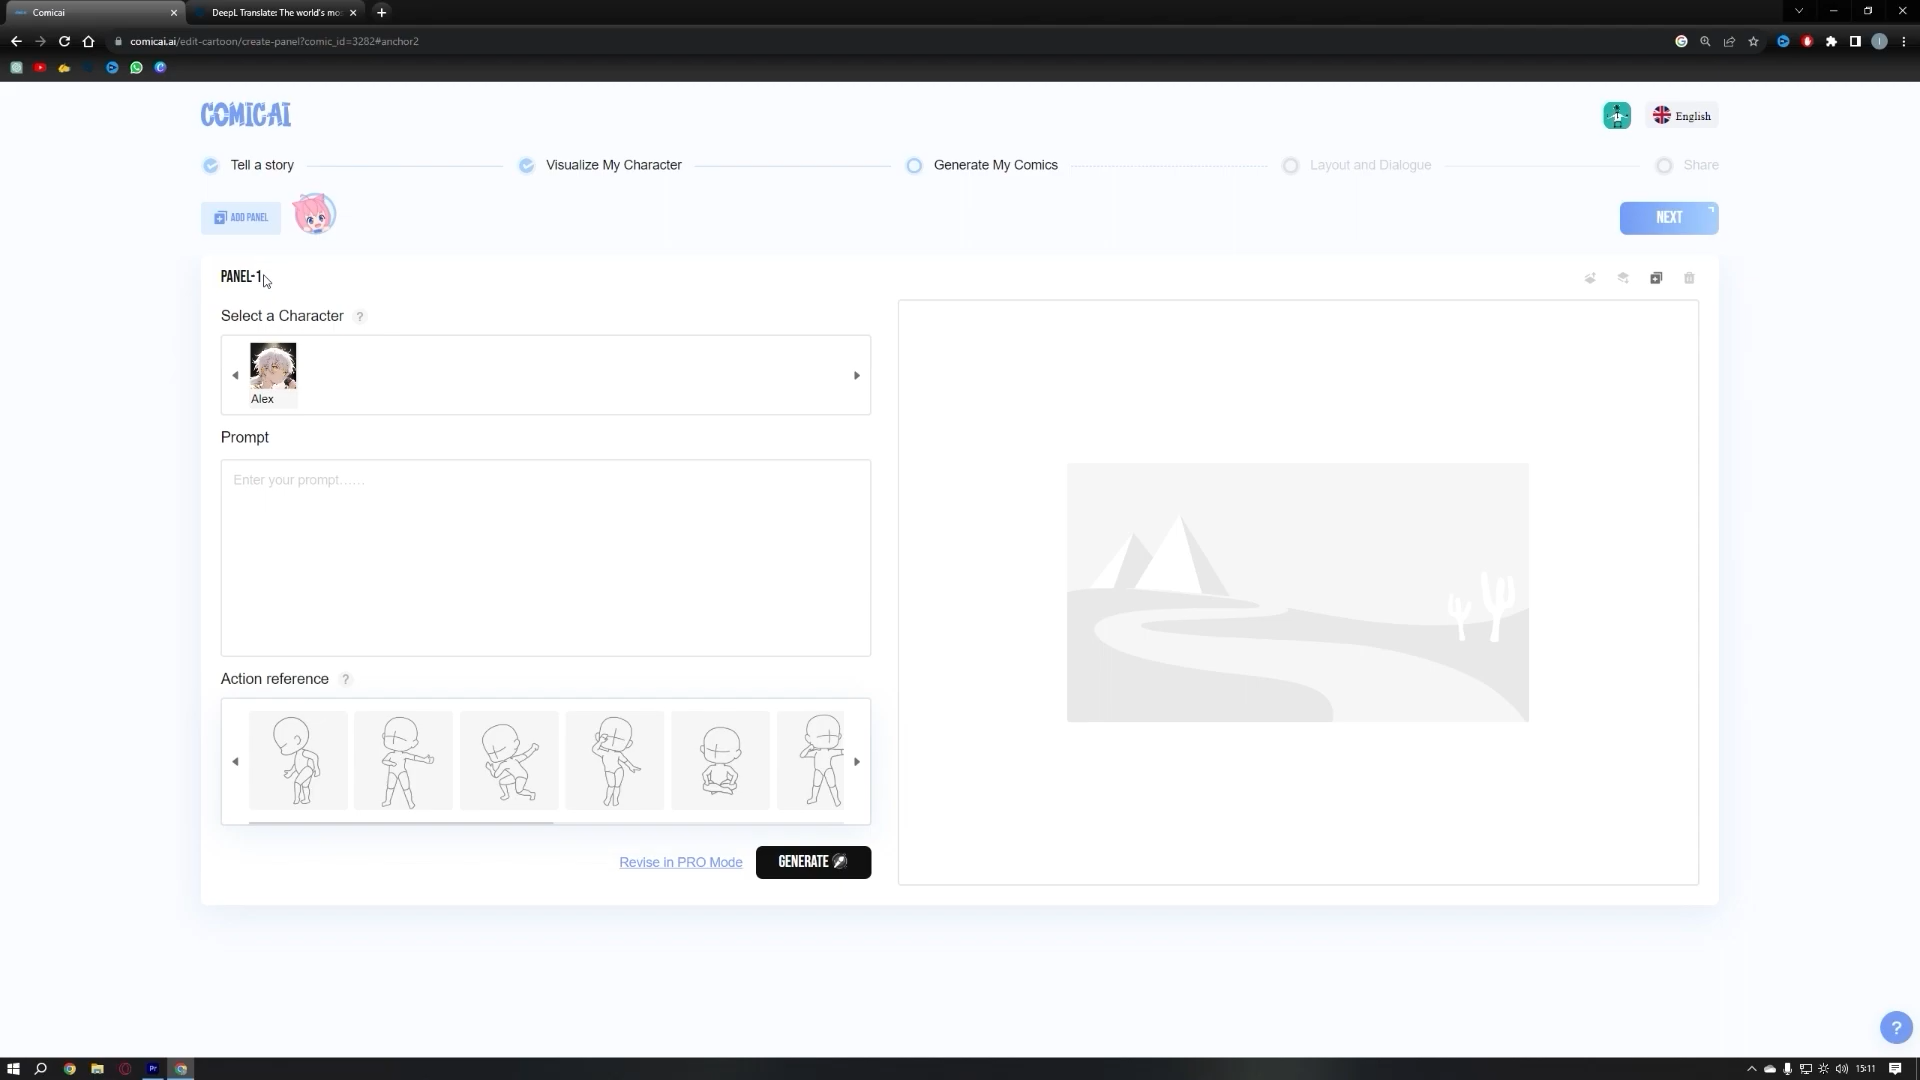 Comicai
DeepL Translate: The world's mo
comicai.ai/edit-cartoon/create-panel?comic_id=3282#anchor2
COMICAI
English
Tell a story
Visualize My Character
Generate My Comics
Layout and Dialogue
Share
ADD PANEL
NEXT
PANEL-1
Select a Character ?
Alex
Prompt
Enter your prompt......
Action reference ?
Revise in PRO Mode
GENERATE
?
Pr
15:11